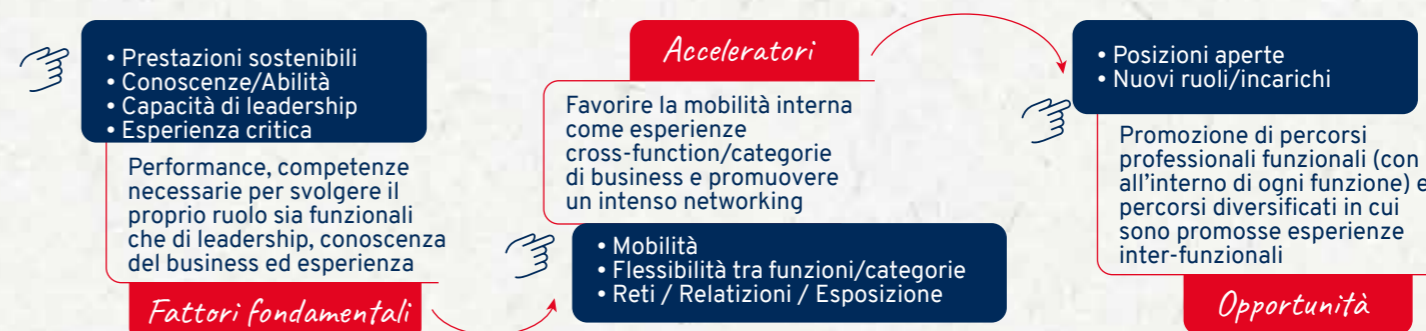 • Prestazioni sostenibili
• Conoscenze/Abilità
• Capacità di leadership
• Esperienza critica
Performance, competenze
necessarie per svolgere il
proprio ruolo sia funzionali
che di leadership, conoscenza
del business ed esperienza
Fattori fondamentali
Acceleratori
Favorire la mobilità interna
come esperienze
cross-function/categorie
di business e promuovere
un intenso networking
• Mobilità
• Flessibilità tra funzioni/categorie
• Reti / Relatizioni / Esposizione
• Posizioni aperte
• Nuovi ruoli/incarichi
Promozione di percorsi
professionali funzionali (con
all'interno di ogni funzione) e
percorsi diversificati in cui
sono promosse esperienze
inter-funzionali
Opportunità